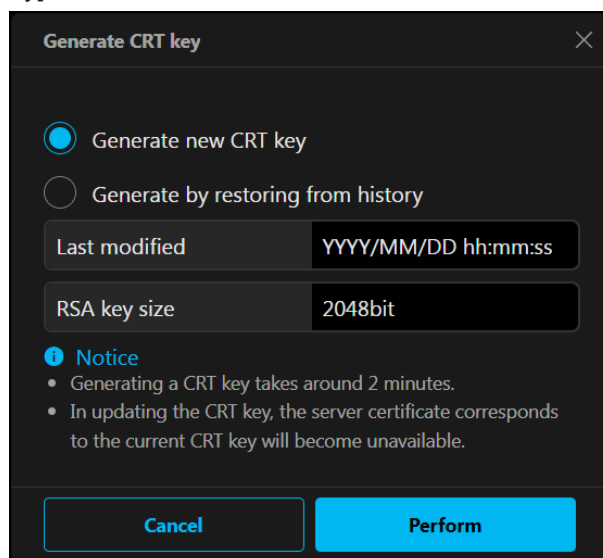 Generate CRT key
Generate new CRT key
Generate by restoring from history
Last modified YYYY/MM/DD hh:mm:ss
RSA key size 2048bit
Notice
Generating a CRT key takes around 2 minutes.
In updating the CRT key, the server certificate corresponds
to the current CRT key will become unavailable.
Cancel Perform